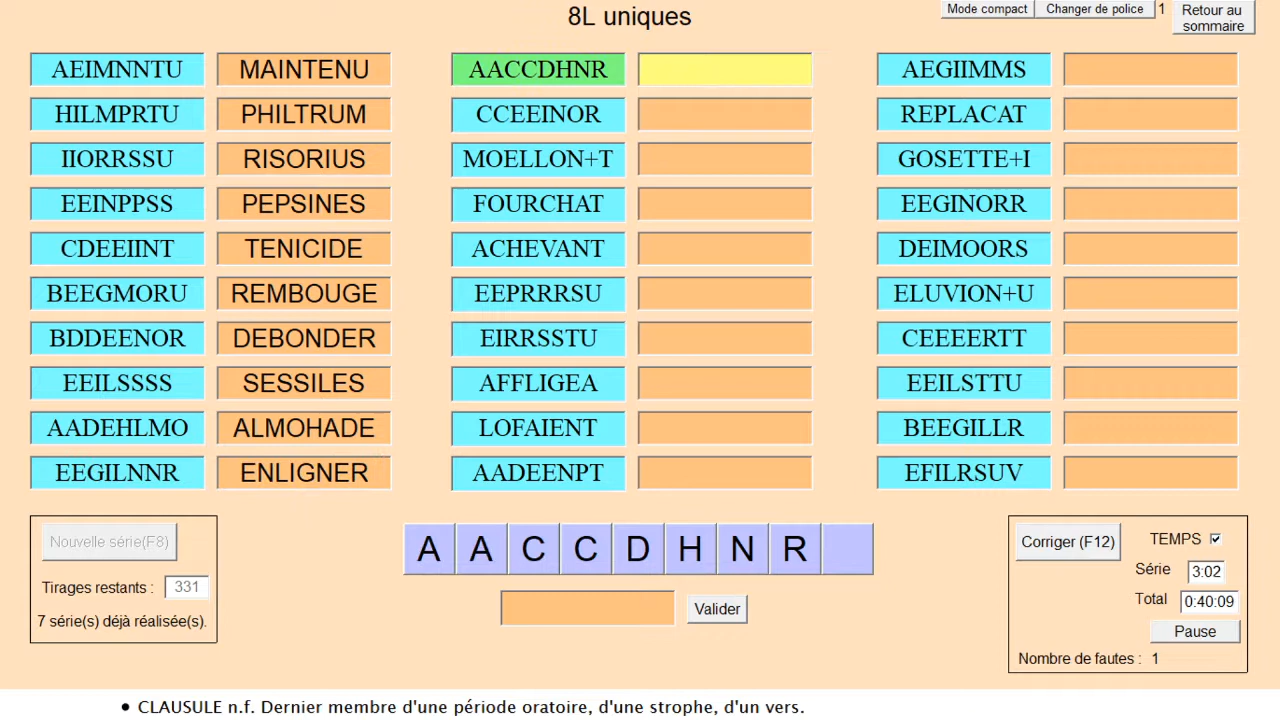 8L uniques
Mode compact Changer de police 1 Retour au sommaire
AEIMNNTU MAINTENU AACCDHNR AEGIIMMS
HILMPRTU PHILTRUM CCEEINOR REPLACAT
IIORRSSU RISORIUS MOELLON+T GOSETTE+I
EEINPPSS PEPSINES FOURCHAT EEGINORR
CDEEIINT TENICIDE ACHEVANT DEIMOORS
BEEGMORU REMBOUGE EEPRRRSU ELUVION+U
BDDEENOR DEBONDER EIRRSSTU CEEEERTT
EEILSSSS SESSILES AFFLIGEA EEILSTTU
AADEHLMO ALMOHADE LOFAIENT BEEGILLR
EEGILNNR ENLIGNER AADEENPT EFILRSUV
Nouvelle série(F8)
Tirages restants : 331
7 série(s) déjà réalisée(s).
A A C C D H N R
Valider
Corriger (F12) TEMPS
Série 3:02
Total 0:40:09
Pause
Nombre de fautes : 1
• CLAUSULE n.f. Dernier membre d'une période oratoire, d'une strophe, d'un vers.